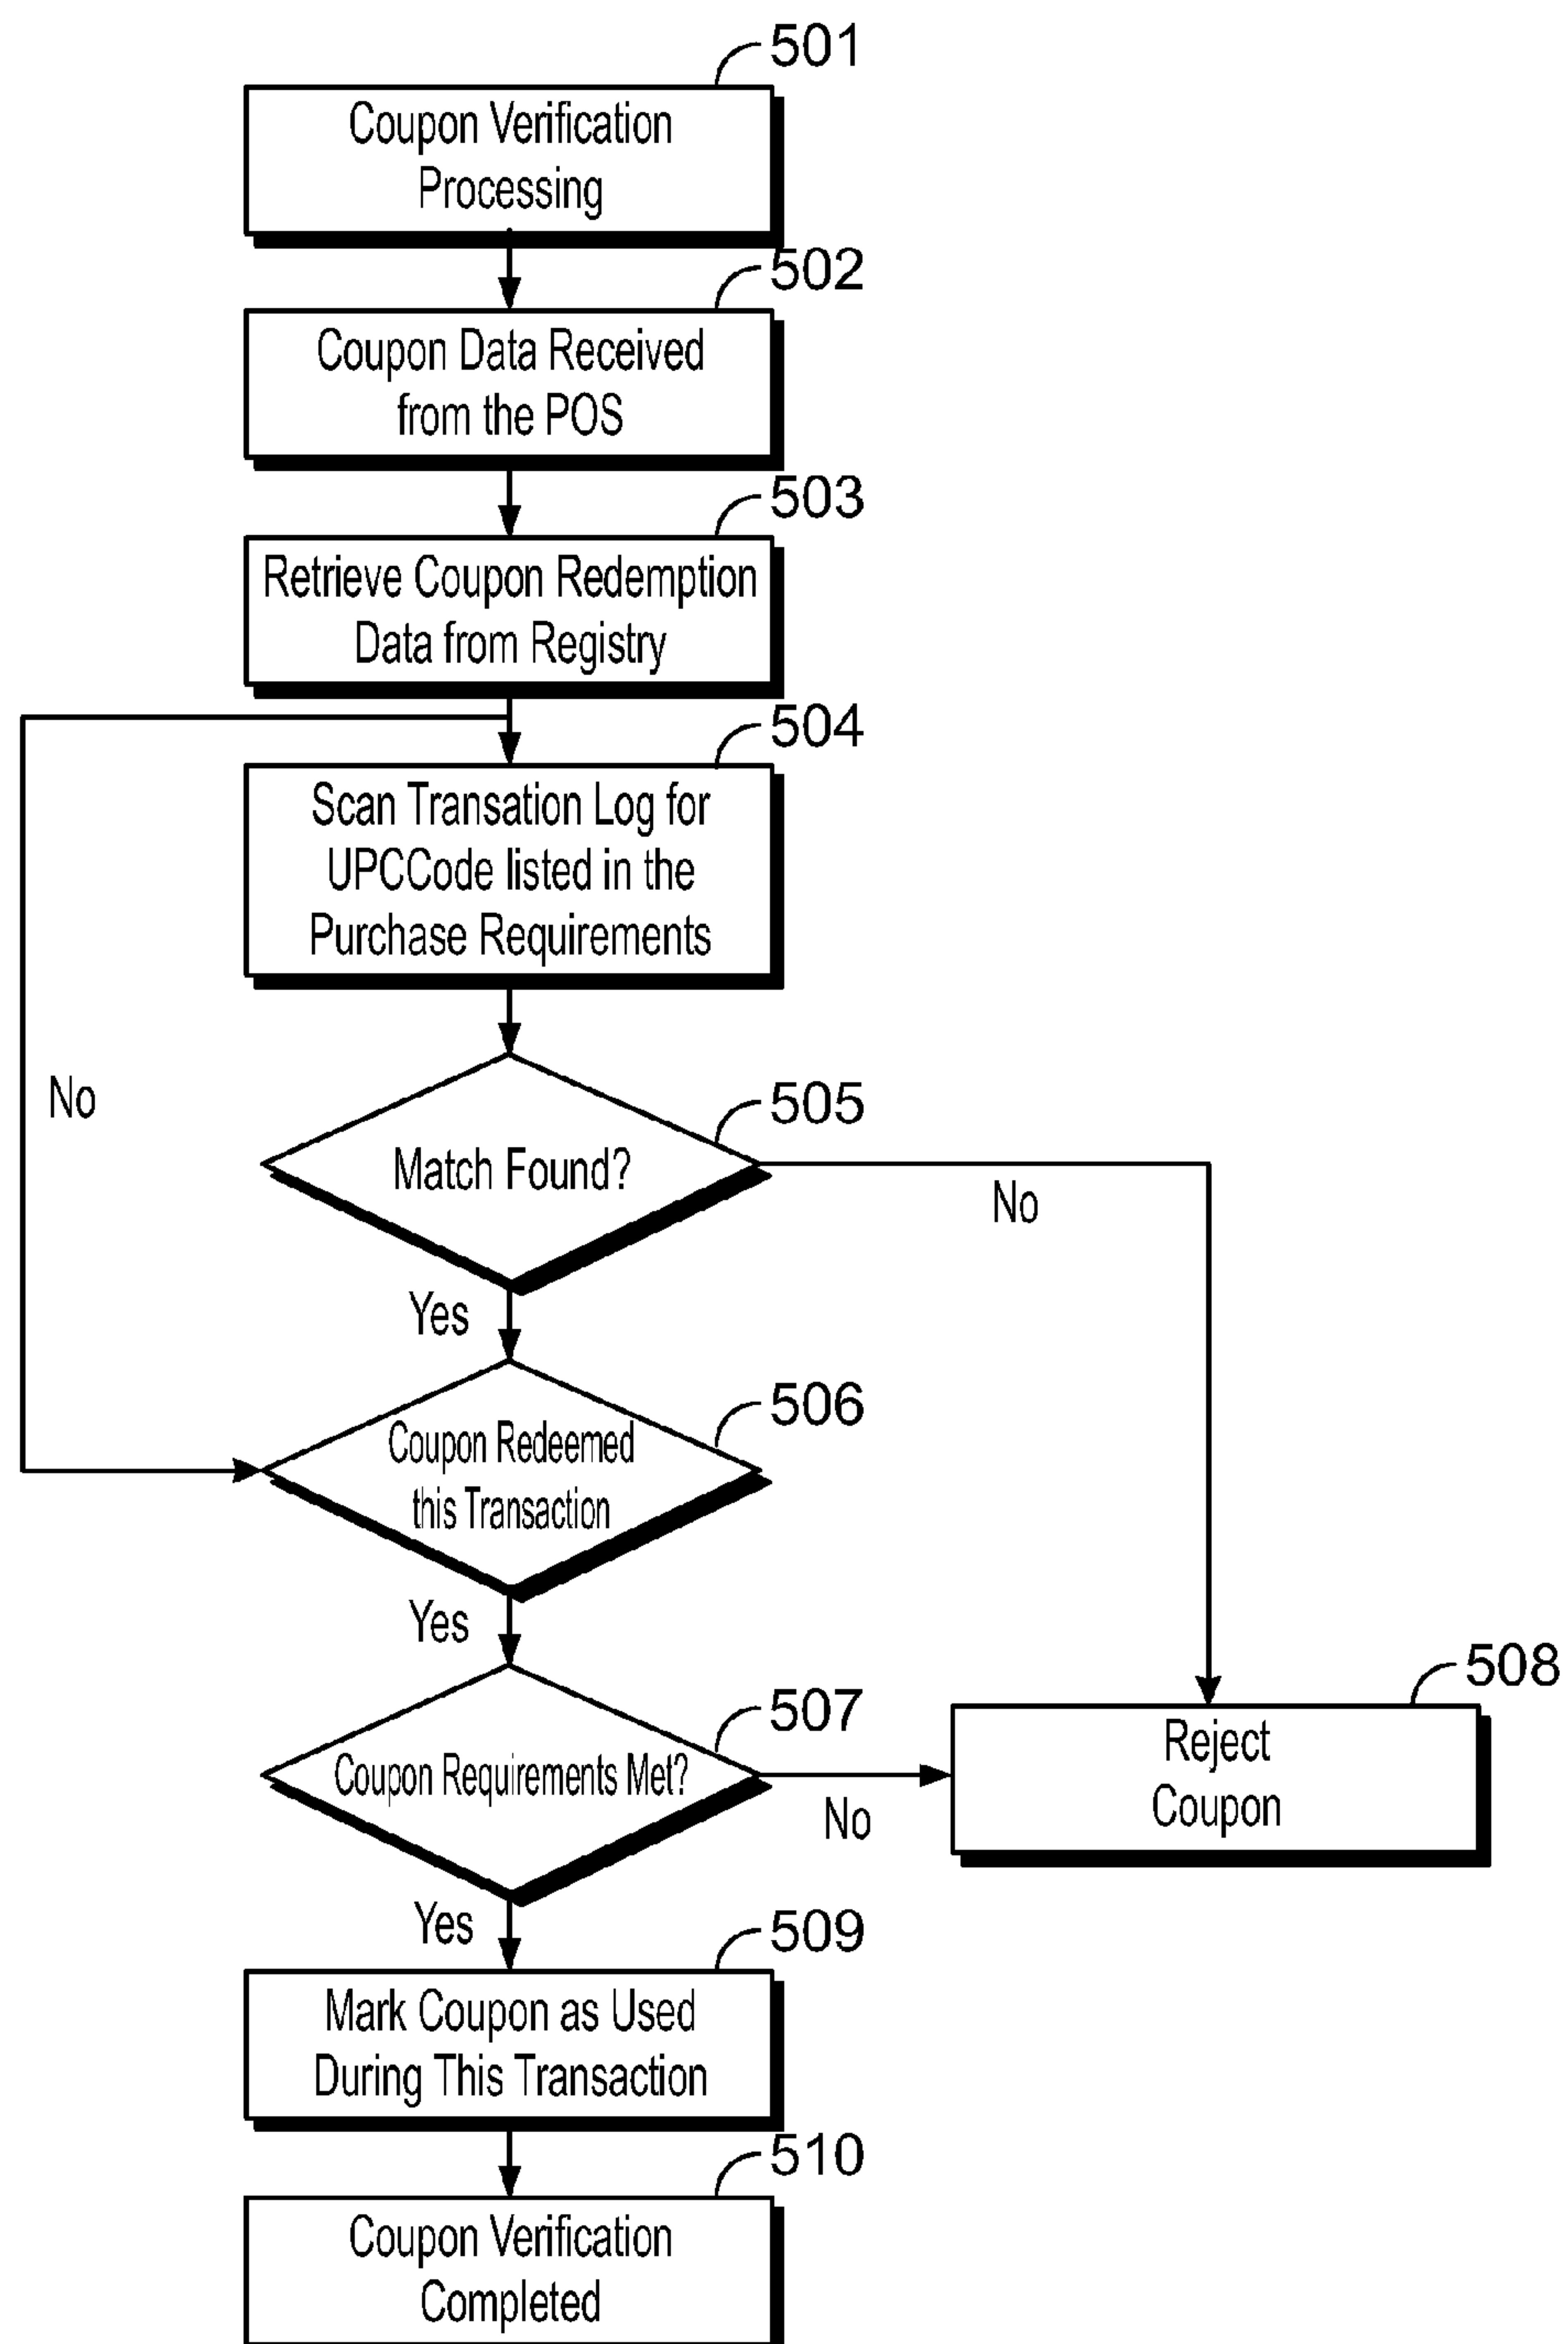 501
Coupon Verification
Processing
502
Coupon Data Received
from the POS
503
Retrieve Coupon Redemption
Data from Registry
504
Scan Transation Log for
UPCCode listed in the
Purchase Requirements
No
505
Match Found?
No
Yes
506
Coupon Redeemed
this Transaction
Yes
507
Coupon Requirements Met?
No
508
Reject
Coupon
Yes
509
Mark Coupon as Used
During This Transaction
510
Coupon Verification
Completed